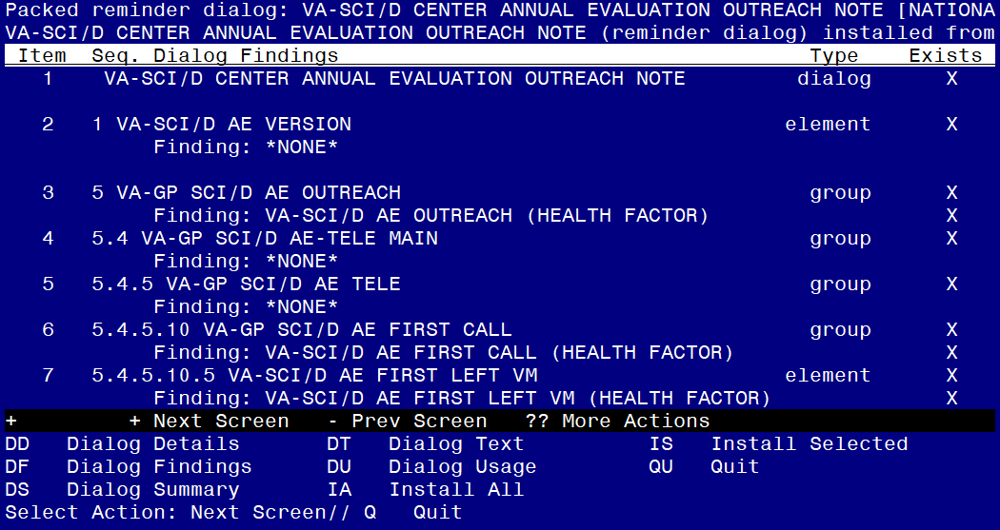 Packed reminder dialog: VA-SCI/D CENTER ANNUAL EVALUATION OUTREACH NOTE [NATIONA
VA-SCI/D CENTER ANNUAL EVALUATION OUTREACH NOTE (reminder dialog) installed from
Item  Seq. Dialog Findings  Type  Exists
1  VA-SCI/D CENTER ANNUAL EVALUATION OUTREACH NOTE  dialog  X
2  1 VA-SCI/D AE VERSION  element  X
Finding: *NONE*
3  5 VA-GP SCI/D AE OUTREACH  group  X
Finding: VA-SCI/D AE OUTREACH (HEALTH FACTOR)  X
4  5.4 VA-GP SCI/D AE-TELE MAIN  group  X
Finding: *NONE*
5  5.4.5 VA-GP SCI/D AE TELE  group  X
Finding: *NONE*
6  5.4.5.10 VA-GP SCI/D AE FIRST CALL  group  X
Finding: VA-SCI/D AE FIRST CALL (HEALTH FACTOR)  X
7  5.4.5.10.5 VA-SCI/D AE FIRST LEFT VM  element  X
Finding: VA-SCI/D AE FIRST LEFT VM (HEALTH FACTOR)  X
+  + Next Screen  - Prev Screen  ?? More Actions
DD  Dialog Details  DT  Dialog Text  IS  Install Selected
DF  Dialog Findings  DU  Dialog Usage  QU  Quit
DS  Dialog Summary  IA  Install All
Select Action: Next Screen// Q  Quit